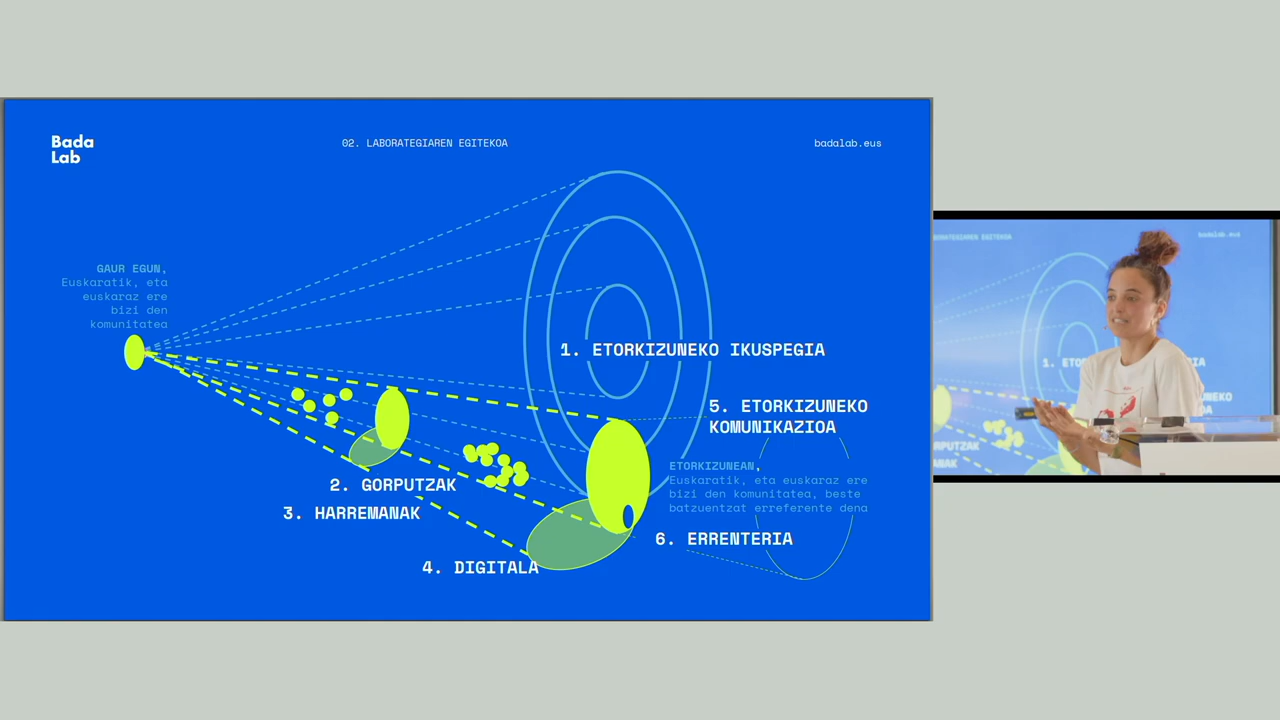 Bada
Lab
02. LABORATEGIAREN EGITEKOA
badalab.eus
GAUR EGUN,
Euskaratik, eta
euskaraz ere
bizi den
komunitatea
1. ETORKIZUNEKO IKUSPEGIA
5. ETORKIZUNEKO
KOMUNIKAZIOA
ETORKIZUNEAN,
Euskaratik, eta euskaraz ere
bizi den komunitatea, beste
batzuentzat erreferente dena
2. GORPUTZAK
3. HARREMANAK
6. ERRENTERIA
4. DIGITALA
badalab.eus